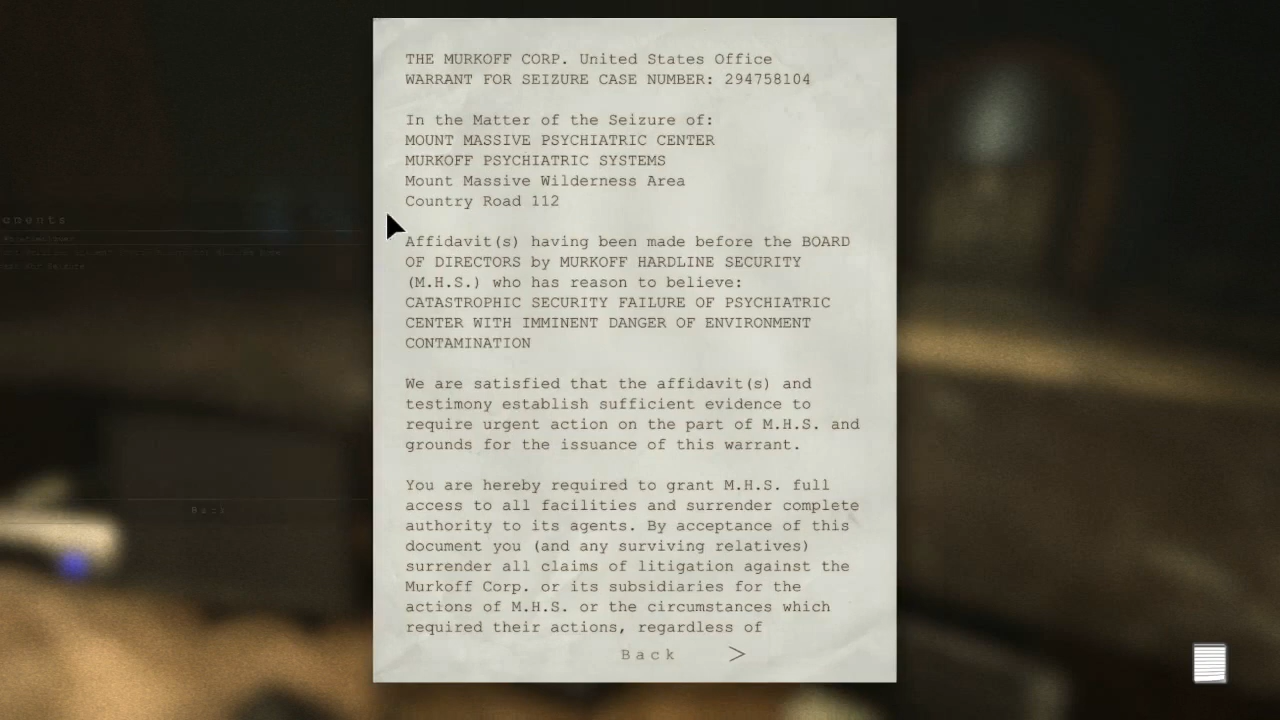 THE MURKOFF CORP. United States Office
WARRANT FOR SEIZURE CASE NUMBER: 294758104
In the Matter of the Seizure of:
MOUNT MASSIVE PSYCHIATRIC CENTER
MURKOFF PSYCHIATRIC SYSTEMS
Mount Massive Wilderness Area
Country Road 112
Affidavit(s) having been made before the BOARD
OF DIRECTORS by MURKOFF HARDLINE SECURITY
(M.H.S.) who has reason to believe:
CATASTROPHIC SECURITY FAILURE OF PSYCHIATRIC
CENTER WITH IMMINENT DANGER OF ENVIRONMENT
CONTAMINATION
We are satisfied that the affidavit(s) and
testimony establish sufficient evidence to
require urgent action on the part of M.H.S. and
grounds for the issuance of this warrant.
You are hereby required to grant M.H.S. full
access to all facilities and surrender complete
authority to its agents. By acceptance of this
document you (and any surviving relatives)
surrender all claims of litigation against the
Murkoff Corp. or its subsidiaries for the
actions of M.H.S. or the circumstances which
required their actions, regardless of
Back >
Back